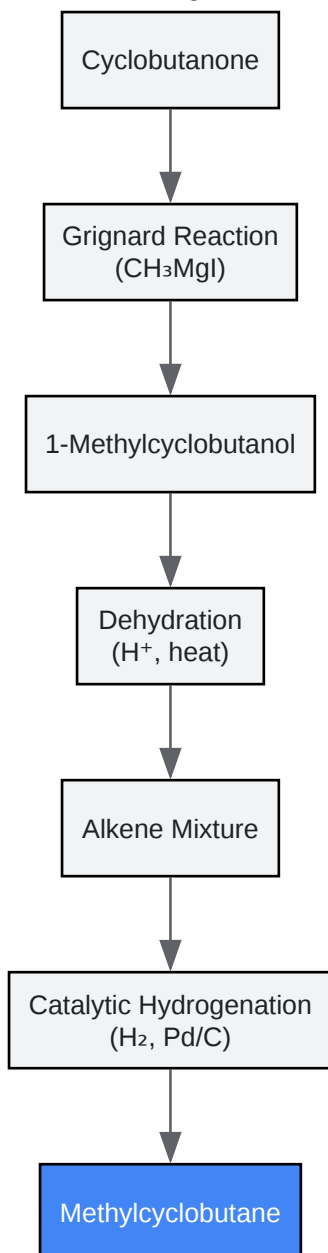 Cyclobutanone
Grignard Reaction
(CH₃MgI)
1-Methylcyclobutanol
Dehydration
(H⁺, heat)
Alkene Mixture
Catalytic Hydrogenation
(H₂, Pd/C)
Methylcyclobutane